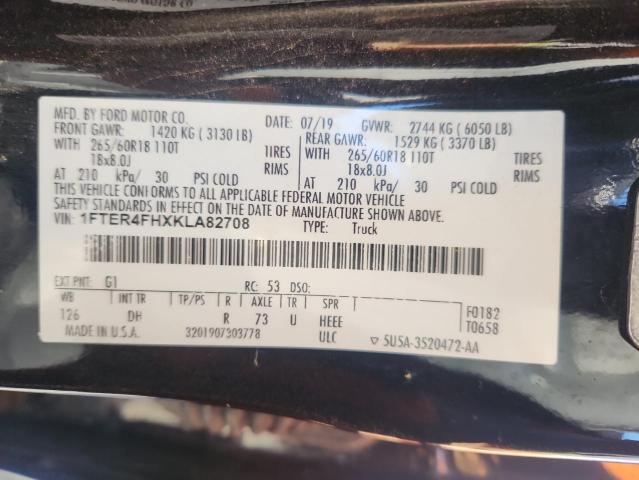 MFD. BY FORD MOTOR CO.
DATE: 07/19 GVWR: 2744 KG ( 6050 LB)
FRONT GAWR: 1420 KG ( 3130 LB)
REAR GAWR: 1529 KG ( 3370 LB)
WITH 265/60R18 110T TIRES
WITH 265/60R18 110T TIRES
18x8.0J RIMS
18x8.0J RIMS
AT 210 kPa/ 30 PSI COLD
AT 210 kPa/ 30 PSI COLD
THIS VEHICLE CONFORMS TO ALL APPLICABLE FEDERAL MOTOR VEHICLE
SAFETY STANDARDS IN EFFECT ON THE DATE OF MANUFACTURE SHOWN ABOVE.
VIN: 1FTER4FHXKLA82708
TYPE: Truck
EXT PNT: G1 RC: 53 DSO:
WB INT TR TP/PS R AXLE TR SPR
126 DH R 73 U HEEE
F0182
T0658
MADE IN U.S.A. 3201907303778 ULC
5U5A-3520472-AA